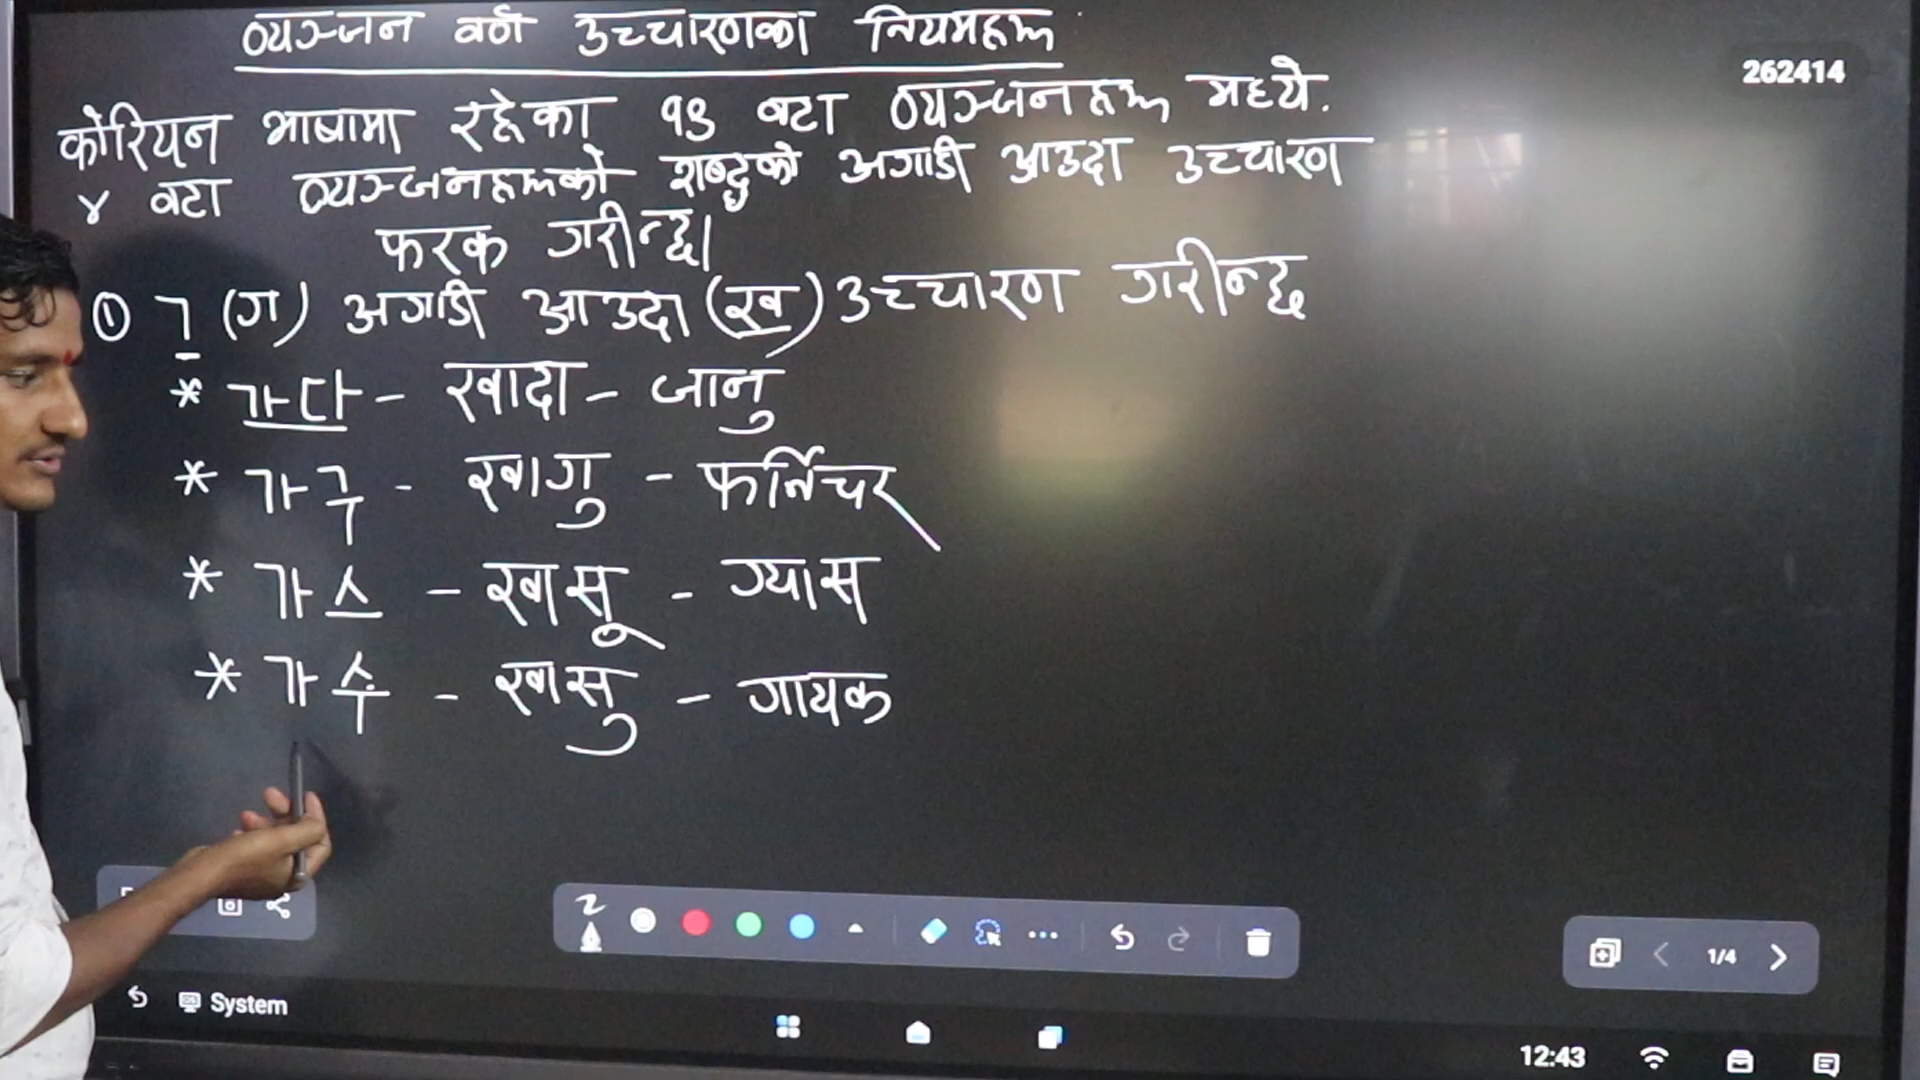 व्यञ्जन वर्ण उच्चारणका नियमहरू
262414
कोरियन भाषामा रहेका १९ वटा व्यञ्जनहरू मध्ये.
४ वटा व्यञ्जनहरूको शब्दको अगाडी आउदा उच्चारण
फरक गरीन्छ।
① ㄱ (ग) अगाडी आउदा (ख) उच्चारण गरीन्छ
* 가다 - खादा - जानु
* 가구 - खागु - फर्निचर
* 가스 - खासू - ग्यास
* 가수 - खासु - गायक
2
1/4
System
12:43